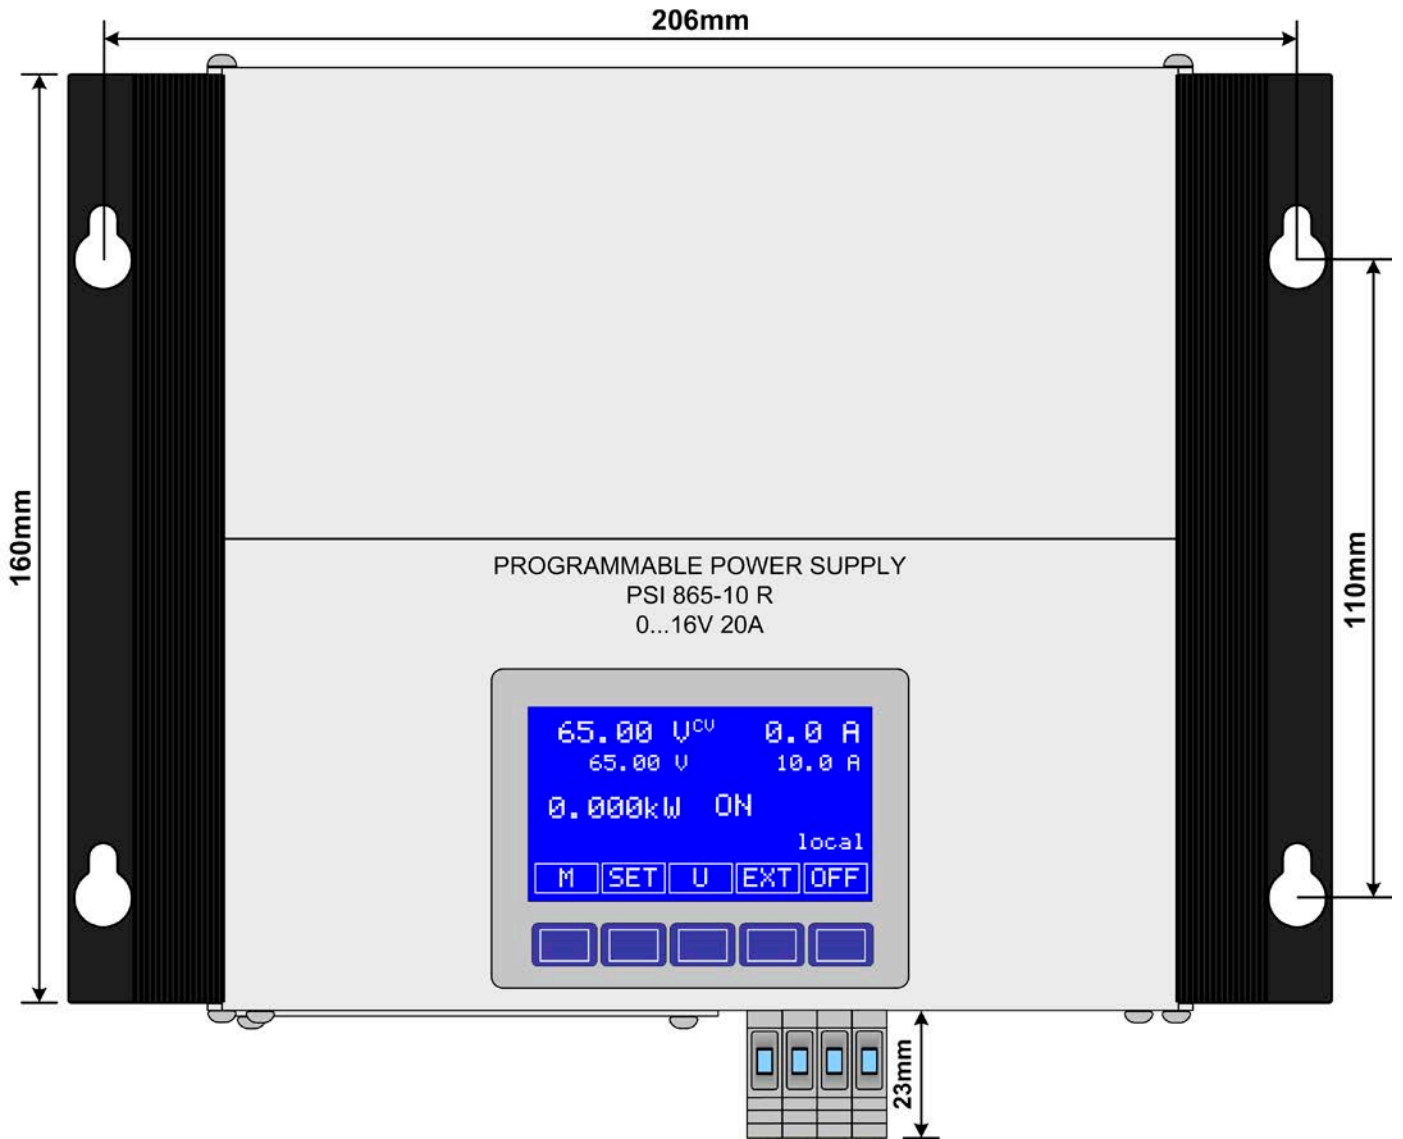 206mm
160mm
110mm
PROGRAMMABLE POWER SUPPLY
PSI 865-10 R
0...16V 20A
65.00 V CV 0.0 A
65.00 V 10.0 A
0.000kW ON
local
M SET U EXT OFF
23mm